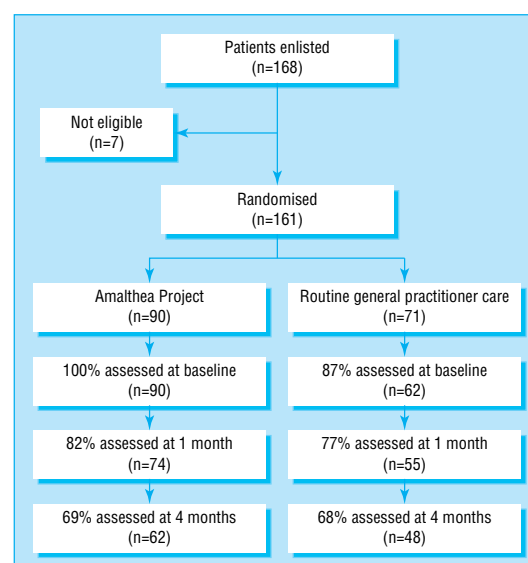 Patients enlisted
(n=168)
Not eligible
(n=7)
Randomised
(n=161)
Amalthea Project
(n=90)
Routine general practitioner care
(n=71)
100% assessed at baseline
(n=90)
87% assessed at baseline
(n=62)
82% assessed at 1 month
(n=74)
77% assessed at 1 month
(n=55)
69% assessed at 4 months
(n=62)
68% assessed at 4 months
(n=48)